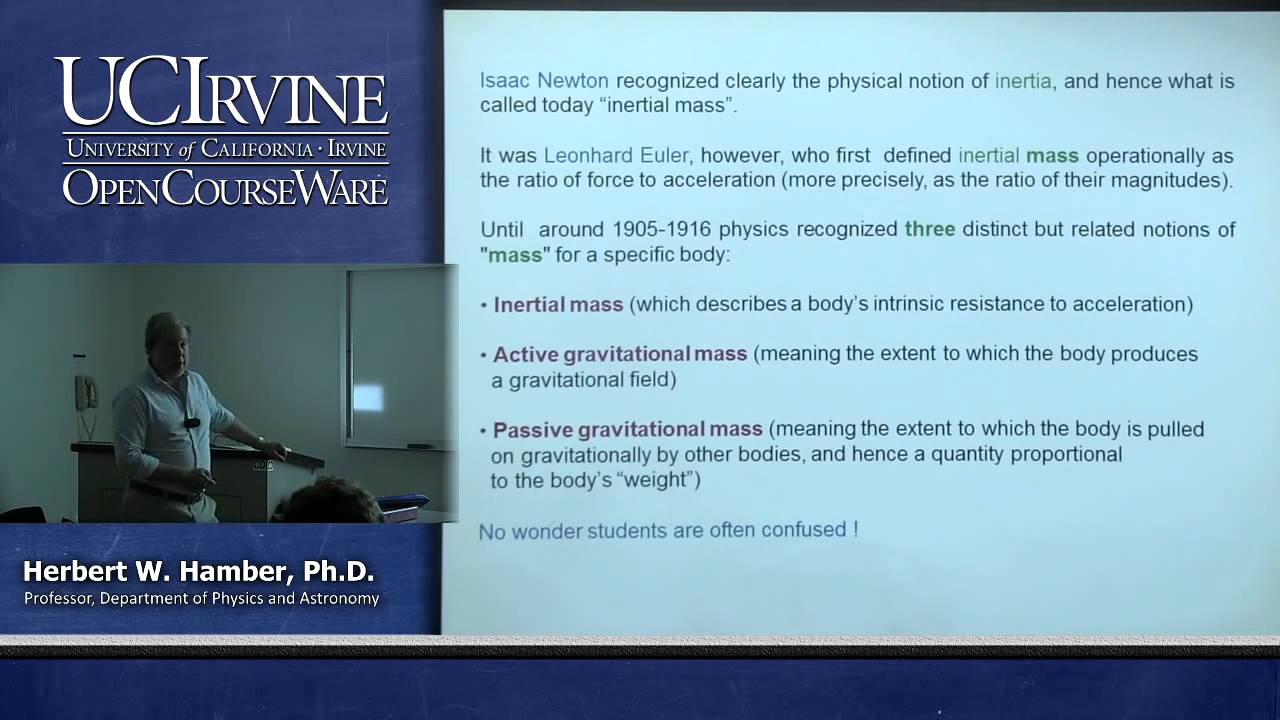 UCIRVINE
UNIVERSITY of CALIFORNIA · IRVINE
OPENCOURSEWARE
Isaac Newton recognized clearly the physical notion of inertia, and hence what is
called today “inertial mass”.
It was Leonhard Euler, however, who first defined inertial mass operationally as
the ratio of force to acceleration (more precisely, as the ratio of their magnitudes).
Until around 1905-1916 physics recognized three distinct but related notions of
"mass" for a specific body:
• Inertial mass (which describes a body’s intrinsic resistance to acceleration)
• Active gravitational mass (meaning the extent to which the body produces
a gravitational field)
• Passive gravitational mass (meaning the extent to which the body is pulled
on gravitationally by other bodies, and hence a quantity proportional
to the body’s “weight”)
No wonder students are often confused !
Herbert W. Hamber, Ph.D.
Professor, Department of Physics and Astronomy